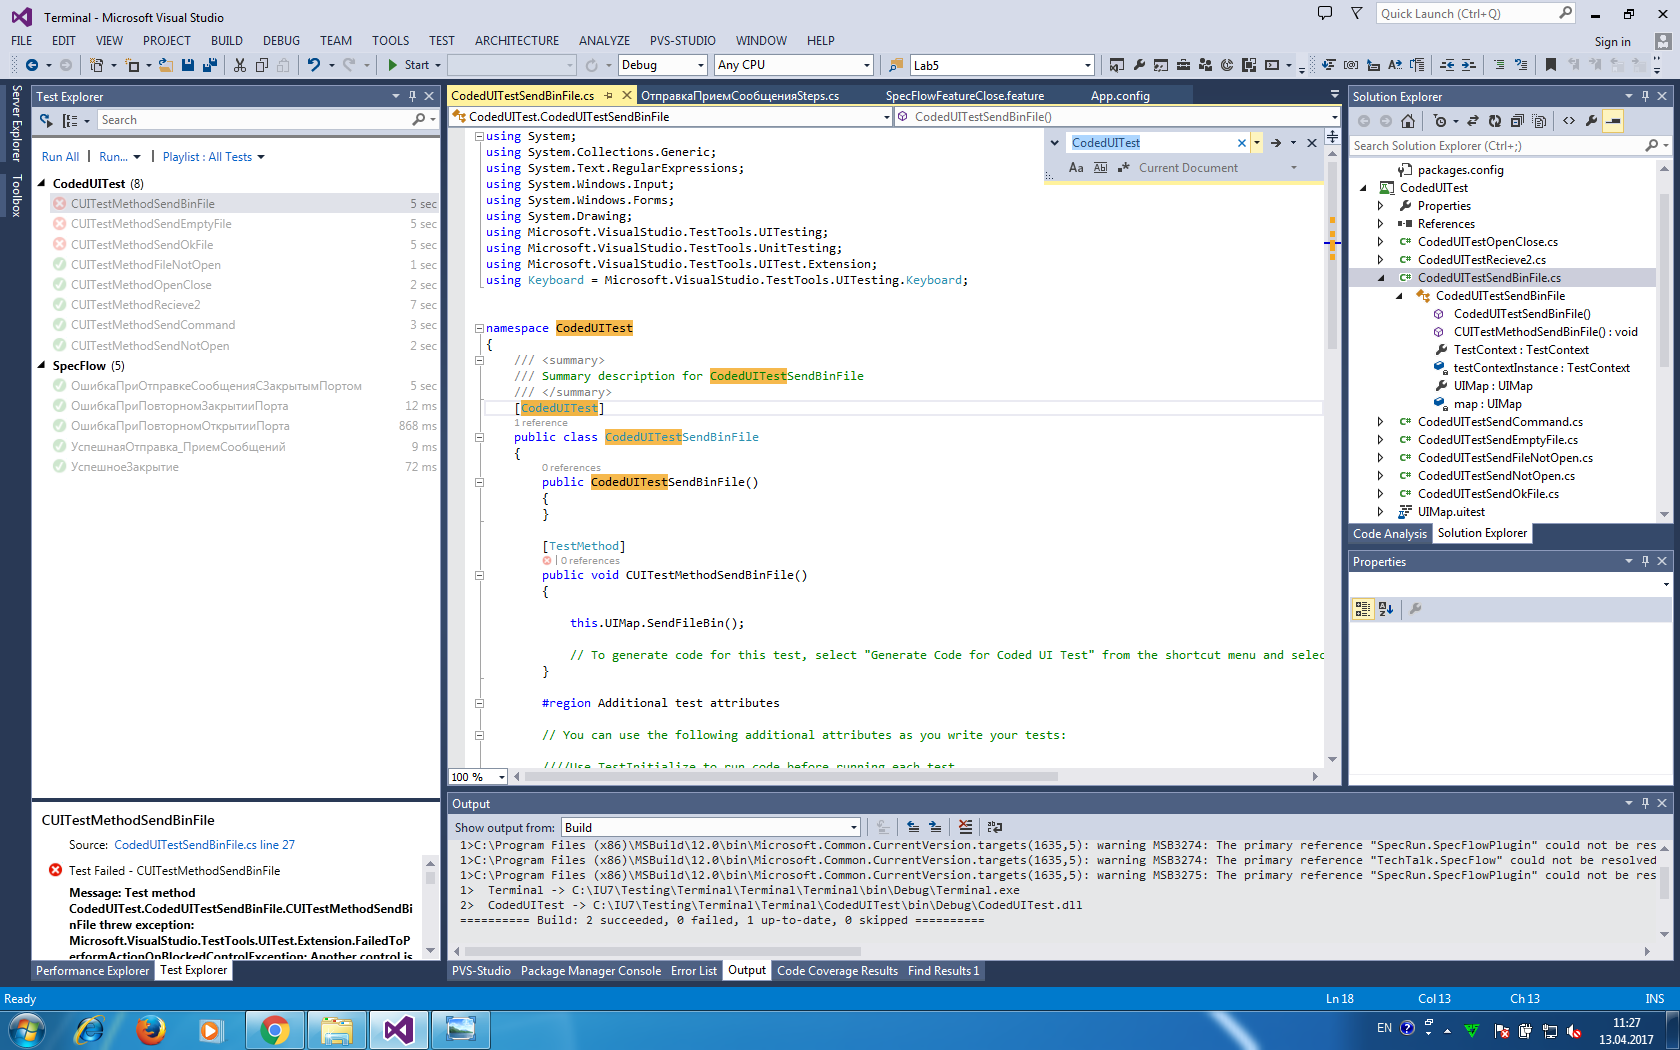 Terminal - Microsoft Visual Studio
Quick Launch (Ctrl+Q)
FILE EDIT VIEW PROJECT BUILD DEBUG TEAM TOOLS TEST ARCHITECTURE ANALYZE PVS-STUDIO WINDOW HELP
Sign in
Start Debug Any CPU Lab5
Server Explorer
Toolbox
Test Explorer
Search
Run All | Run... | Playlist : All Tests
CodedUITest (8)
CUITestMethodSendBinFile 5 sec
CUITestMethodSendEmptyFile 5 sec
CUITestMethodSendOkFile 5 sec
CUITestMethodFileNotOpen 1 sec
CUITestMethodOpenClose 2 sec
CUITestMethodRecieve2 7 sec
CUITestMethodSendCommand 3 sec
CUITestMethodSendNotOpen 2 sec
SpecFlow (5)
ОшибкаПриОтправкеСообщенияСЗакрытымПортом 5 sec
ОшибкаПриПовторномЗакрытииПорта 12 ms
ОшибкаПриПовторномОткрытииПорта 868 ms
УспешнаяОтправка_ПриемСообщений 9 ms
УспешноеЗакрытие 72 ms
CUITestMethodSendBinFile
Source: CodedUITestSendBinFile.cs line 27
Test Failed - CUITestMethodSendBinFile
Message: Test method
CodedUITest.CodedUITestSendBinFile.CUITestMethodSendBi
nFile threw exception:
Microsoft.VisualStudio.TestTools.UITest.Extension.FailedToP
erformActionOnBlockedControlException: Another control is
Performance Explorer Test Explorer
CodedUITestSendBinFile.cs ОтправкаПриемСообщенияSteps.cs SpecFlowFeatureClose.feature App.config
CodedUITest.CodedUITestSendBinFile CodedUITestSendBinFile()
CodedUITest
Aa Ab Current Document
using System;
using System.Collections.Generic;
using System.Text.RegularExpressions;
using System.Windows.Input;
using System.Windows.Forms;
using System.Drawing;
using Microsoft.VisualStudio.TestTools.UITesting;
using Microsoft.VisualStudio.TestTools.UnitTesting;
using Microsoft.VisualStudio.TestTools.UITest.Extension;
using Keyboard = Microsoft.VisualStudio.TestTools.UITesting.Keyboard;
namespace CodedUITest
{
/// <summary>
/// Summary description for CodedUITestSendBinFile
/// </summary>
[CodedUITest]
1 reference
public class CodedUITestSendBinFile
{
0 references
public CodedUITestSendBinFile()
{
}
[TestMethod]
| 0 references
public void CUITestMethodSendBinFile()
{
this.UIMap.SendFileBin();
// To generate code for this test, select "Generate Code for Coded UI Test" from the shortcut menu and selec
}
#region Additional test attributes
// You can use the following additional attributes as you write your tests:
////Use TestInitialize to run code before running each test
100 %
Output
Show output from: Build
1>C:\Program Files (x86)\MSBuild\12.0\bin\Microsoft.Common.CurrentVersion.targets(1635,5): warning MSB3274: The primary reference "SpecRun.SpecFlowPlugin" could not be res
1>C:\Program Files (x86)\MSBuild\12.0\bin\Microsoft.Common.CurrentVersion.targets(1635,5): warning MSB3274: The primary reference "TechTalk.SpecFlow" could not be resolved
1>C:\Program Files (x86)\MSBuild\12.0\bin\Microsoft.Common.CurrentVersion.targets(1635,5): warning MSB3275: The primary reference "SpecRun.SpecFlowPlugin" could not be res
1> Terminal -> C:\IU7\Testing\Terminal\Terminal\Terminal\bin\Debug\Terminal.exe
2> CodedUITest -> C:\IU7\Testing\Terminal\Terminal\CodedUITest\bin\Debug\CodedUITest.dll
========== Build: 2 succeeded, 0 failed, 1 up-to-date, 0 skipped ==========
PVS-Studio Package Manager Console Error List Output Code Coverage Results Find Results 1
Solution Explorer
Search Solution Explorer (Ctrl+;)
packages.config
CodedUITest
Properties
References
CodedUITestOpenClose.cs
CodedUITestRecieve2.cs
CodedUITestSendBinFile.cs
CodedUITestSendBinFile
CodedUITestSendBinFile()
CUITestMethodSendBinFile() : void
TestContext : TestContext
testContextInstance : TestContext
UIMap : UIMap
map : UIMap
CodedUITestSendCommand.cs
CodedUITestSendEmptyFile.cs
CodedUITestSendFileNotOpen.cs
CodedUITestSendNotOpen.cs
CodedUITestSendOkFile.cs
UIMap.uitest
Code Analysis Solution Explorer
Properties
Ready Ln 18 Col 13 Ch 13 INS
EN 11:27
13.04.2017